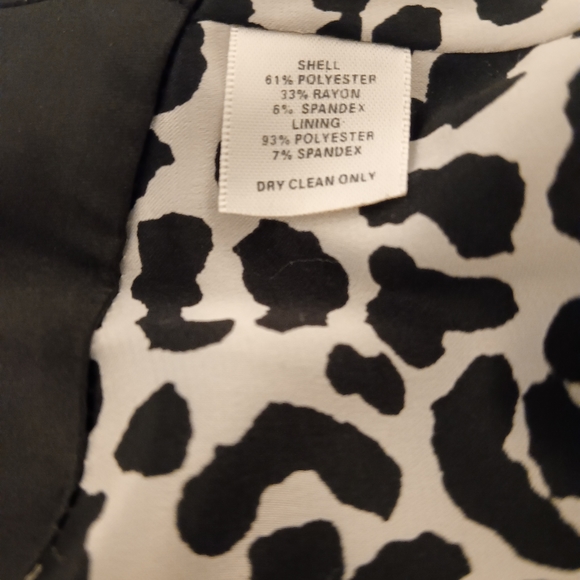 SHELL
61% POLYESTER
33% RAYON
6% SPANDEX
LINING
93% POLYESTER
7% SPANDEX
DRY CLEAN ONLY